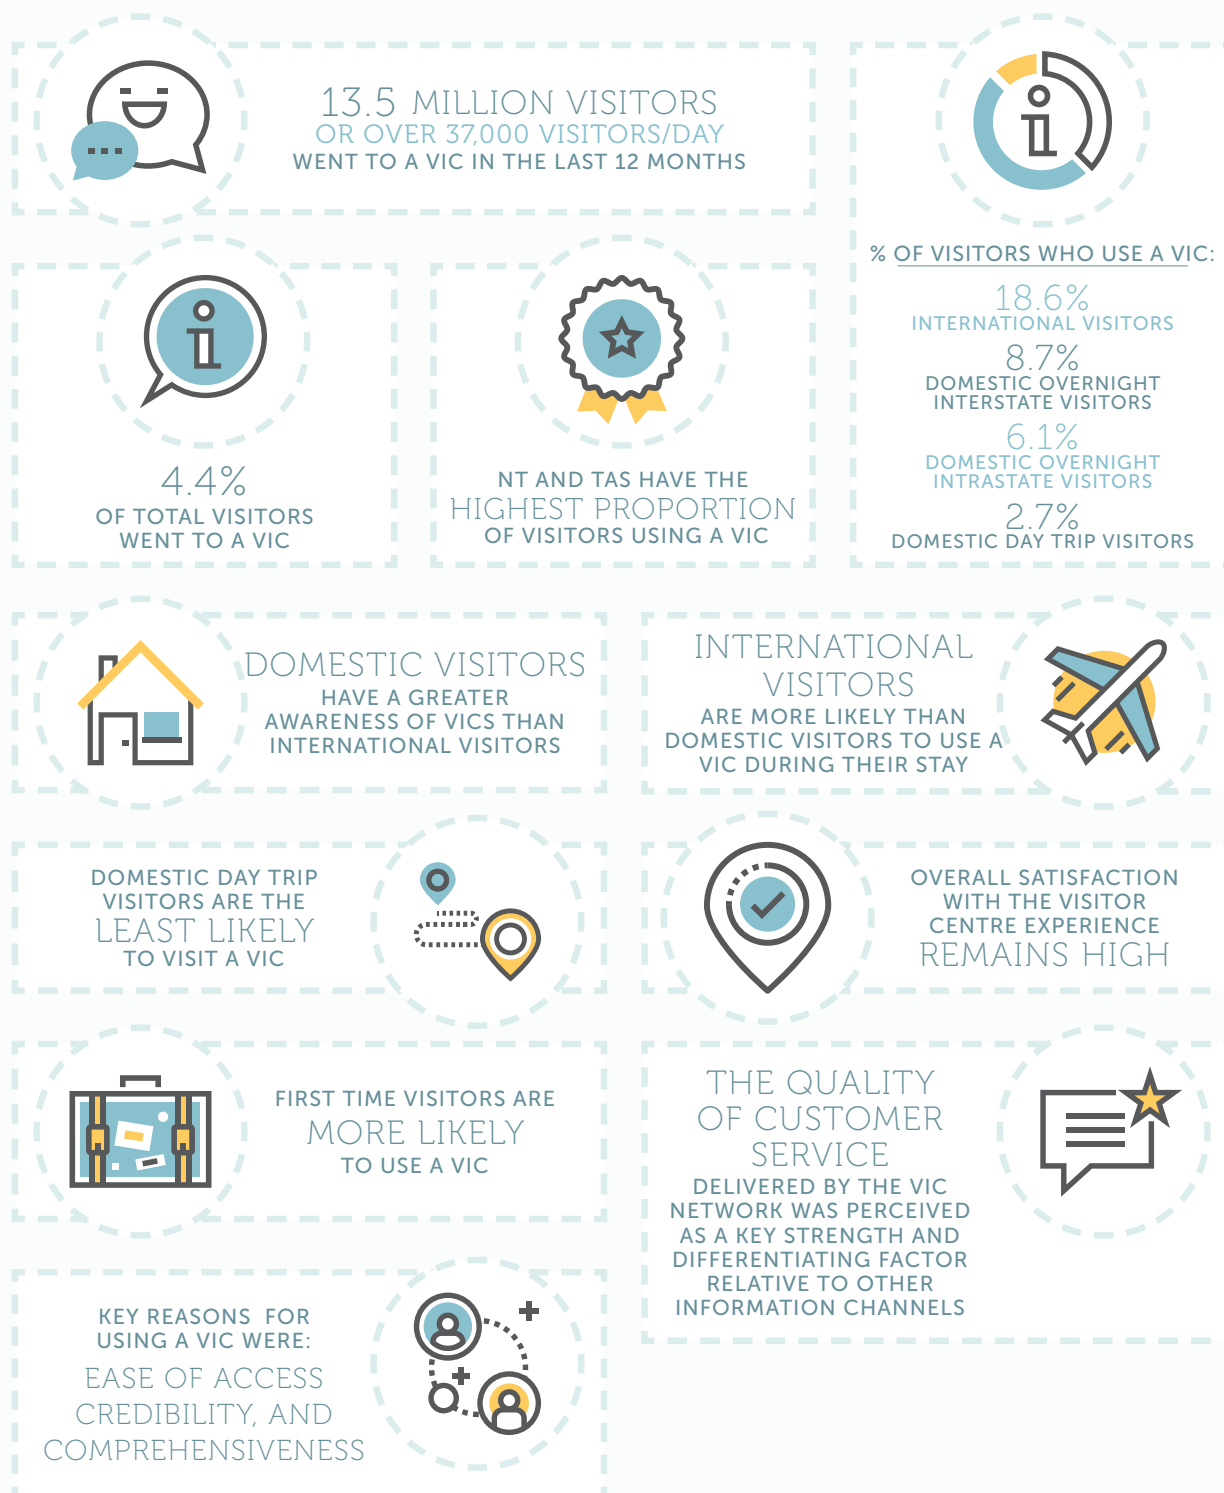 13.5 MILLION VISITORS
OR OVER 37,000 VISITORS/DAY
WENT TO A VIC IN THE LAST 12 MONTHS
% OF VISITORS WHO USE A VIC:
18.6%
INTERNATIONAL VISITORS
8.7%
DOMESTIC OVERNIGHT
INTERSTATE VISITORS
6.1%
DOMESTIC OVERNIGHT
INTRASTATE VISITORS
2.7%
DOMESTIC DAY TRIP VISITORS
4.4%
OF TOTAL VISITORS
WENT TO A VIC
NT AND TAS HAVE THE
HIGHEST PROPORTION
OF VISITORS USING A VIC
DOMESTIC VISITORS
HAVE A GREATER
AWARENESS OF VICS THAN
INTERNATIONAL VISITORS
INTERNATIONAL
VISITORS
ARE MORE LIKELY THAN
DOMESTIC VISITORS TO USE A
VIC DURING THEIR STAY
DOMESTIC DAY TRIP
VISITORS ARE THE
LEAST LIKELY
TO VISIT A VIC
OVERALL SATISFACTION
WITH THE VISITOR
CENTRE EXPERIENCE
REMAINS HIGH
FIRST TIME VISITORS ARE
MORE LIKELY
TO USE A VIC
THE QUALITY
OF CUSTOMER
SERVICE
DELIVERED BY THE VIC
NETWORK WAS PERCEIVED
AS A KEY STRENGTH AND
DIFFERENTIATING FACTOR
RELATIVE TO OTHER
INFORMATION CHANNELS
KEY REASONS FOR
USING A VIC WERE:
EASE OF ACCESS
CREDIBILITY, AND
COMPREHENSIVENESS